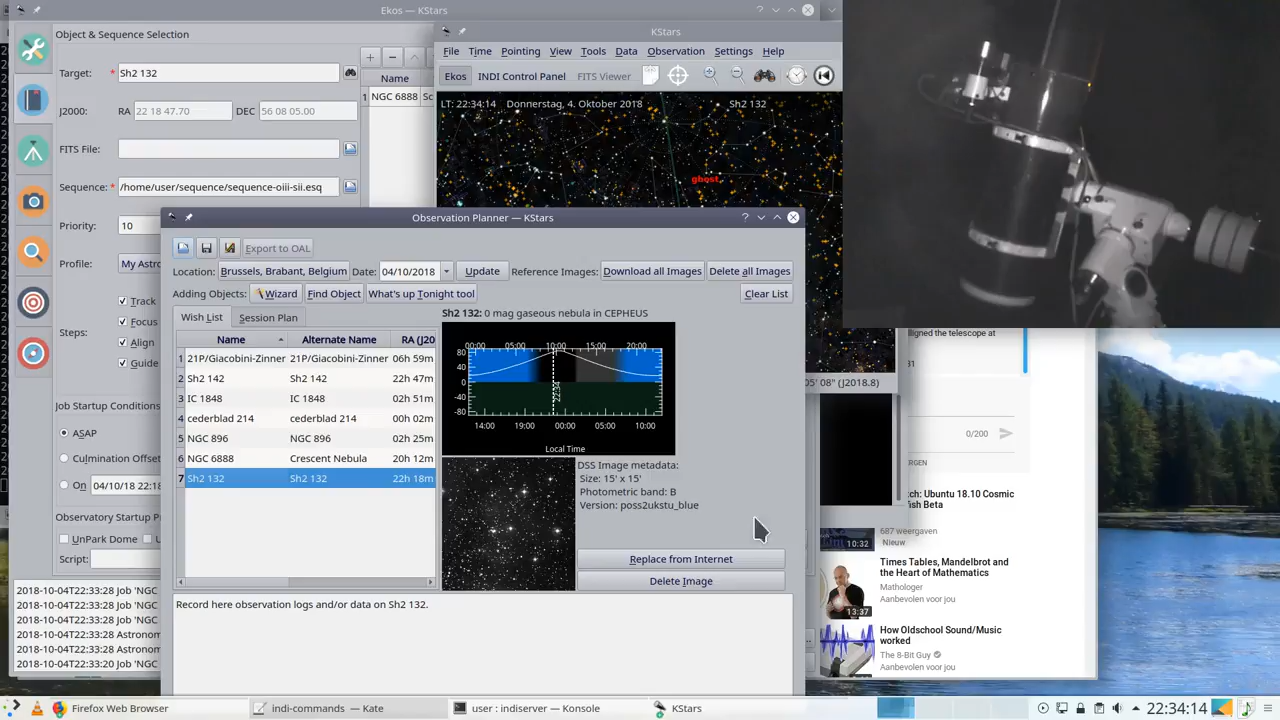 Ekos — KStars
Object & Sequence Selection
Target: * Sh2 132
J2000: RA 22 18 47.70 DEC 56 08 05.00
FITS File:
Sequence: * /home/user/sequence/sequence-oiii-sii.esq
Priority: 10
Profile: My Astro
Steps:
Track
Focus
Align
Guide
Job Startup Conditions
ASAP
Culmination Offset
On 04/10/18 22:18
Observatory Startup P
UnPark Dome
Script:
2018-10-04T22:33:28 Job 'NGC
2018-10-04T22:33:28 Job 'NGC
2018-10-04T22:33:28 Job 'NGC
2018-10-04T22:33:28 Astronom
2018-10-04T22:33:28 Astronom
2018-10-04T22:33:20 Job 'NGC
Name
1 NGC 6888 Sc
KStars
File Time Pointing View Tools Data Observation Settings Help
Ekos INDI Control Panel FITS Viewer
LT: 22:34:14 Donnerstag, 4. Oktober 2018 Sh2 132
ghost
05' 08" (J2018.8)
Observation Planner — KStars
Export to OAL
Location: Brussels, Brabant, Belgium Date: 04/10/2018 Update Reference Images: Download all Images Delete all Images
Adding Objects: Wizard Find Object What's up Tonight tool Clear List
Wish List Session Plan
Name Alternate Name RA (J20
1 21P/Giacobini-Zinner 21P/Giacobini-Zinner 06h 59m
2 Sh2 142 Sh2 142 22h 47m
3 IC 1848 IC 1848 02h 51m
4 cederblad 214 cederblad 214 00h 02m
5 NGC 896 NGC 896 02h 25m
6 NGC 6888 Crescent Nebula 20h 12m
7 Sh2 132 Sh2 132 22h 18m
Sh2 132: 0 mag gaseous nebula in CEPHEUS
00:00 05:00 10:00 15:00 20:00
80
40
0
-40
-80
22:34
14:00 19:00 00:00 05:00 10:00
Local Time
DSS Image metadata:
Size: 15' x 15'
Photometric band: B
Version: poss2ukstu_blue
Replace from Internet
Delete Image
Record here observation logs and/or data on Sh2 132.
ligned the telescope at
31
0/200
ERGEN
ch: Ubuntu 18.10 Cosmic
fish Beta
687 weergaven
Nieuw
10:32
Times Tables, Mandelbrot and
the Heart of Mathematics
Mathologer
Aanbevolen voor jou
13:37
How Oldschool Sound/Music
worked
The 8-Bit Guy
Aanbevolen voor jou
Firefox Web Browser
indi-commands — Kate
user : indiserver — Konsole
KStars
22:34:14